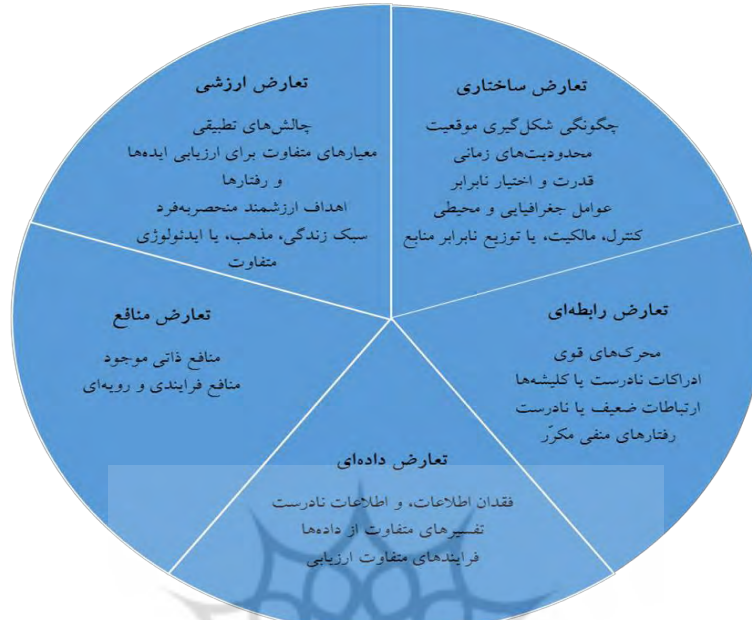 تعارض ساختاری
چگونگی شکل‌گیری موقعیت
محدودیت‌های زمانی
قدرت و اختیار نابرابر
عوامل جغرافیایی و محیطی
کنترل، مالکیت، یا توزیع نابرابر منابع
تعارض ارزشی
چالش‌های تطبیقی
معیارهای متفاوت برای ارزیابی ایده‌ها
و رفتارها
اهداف ارزشمند منحصربه‌فرد
سبک زندگی، مذهب، یا ایدئولوژی
متفاوت
تعارض رابطه‌ای
محرک‌های قوی
ادراکات نادرست یا کلیشه‌ها
ارتباطات ضعیف یا نادرست
رفتارهای منفی مکرّر
تعارض منافع
منافع ذاتی موجود
منافع فرایندی و رویه‌ای
تعارض داده‌ای
فقدان اطلاعات، و اطلاعات نادرست
تفسیرهای متفاوت از داده‌ها
فرایندهای متفاوت ارزیابی